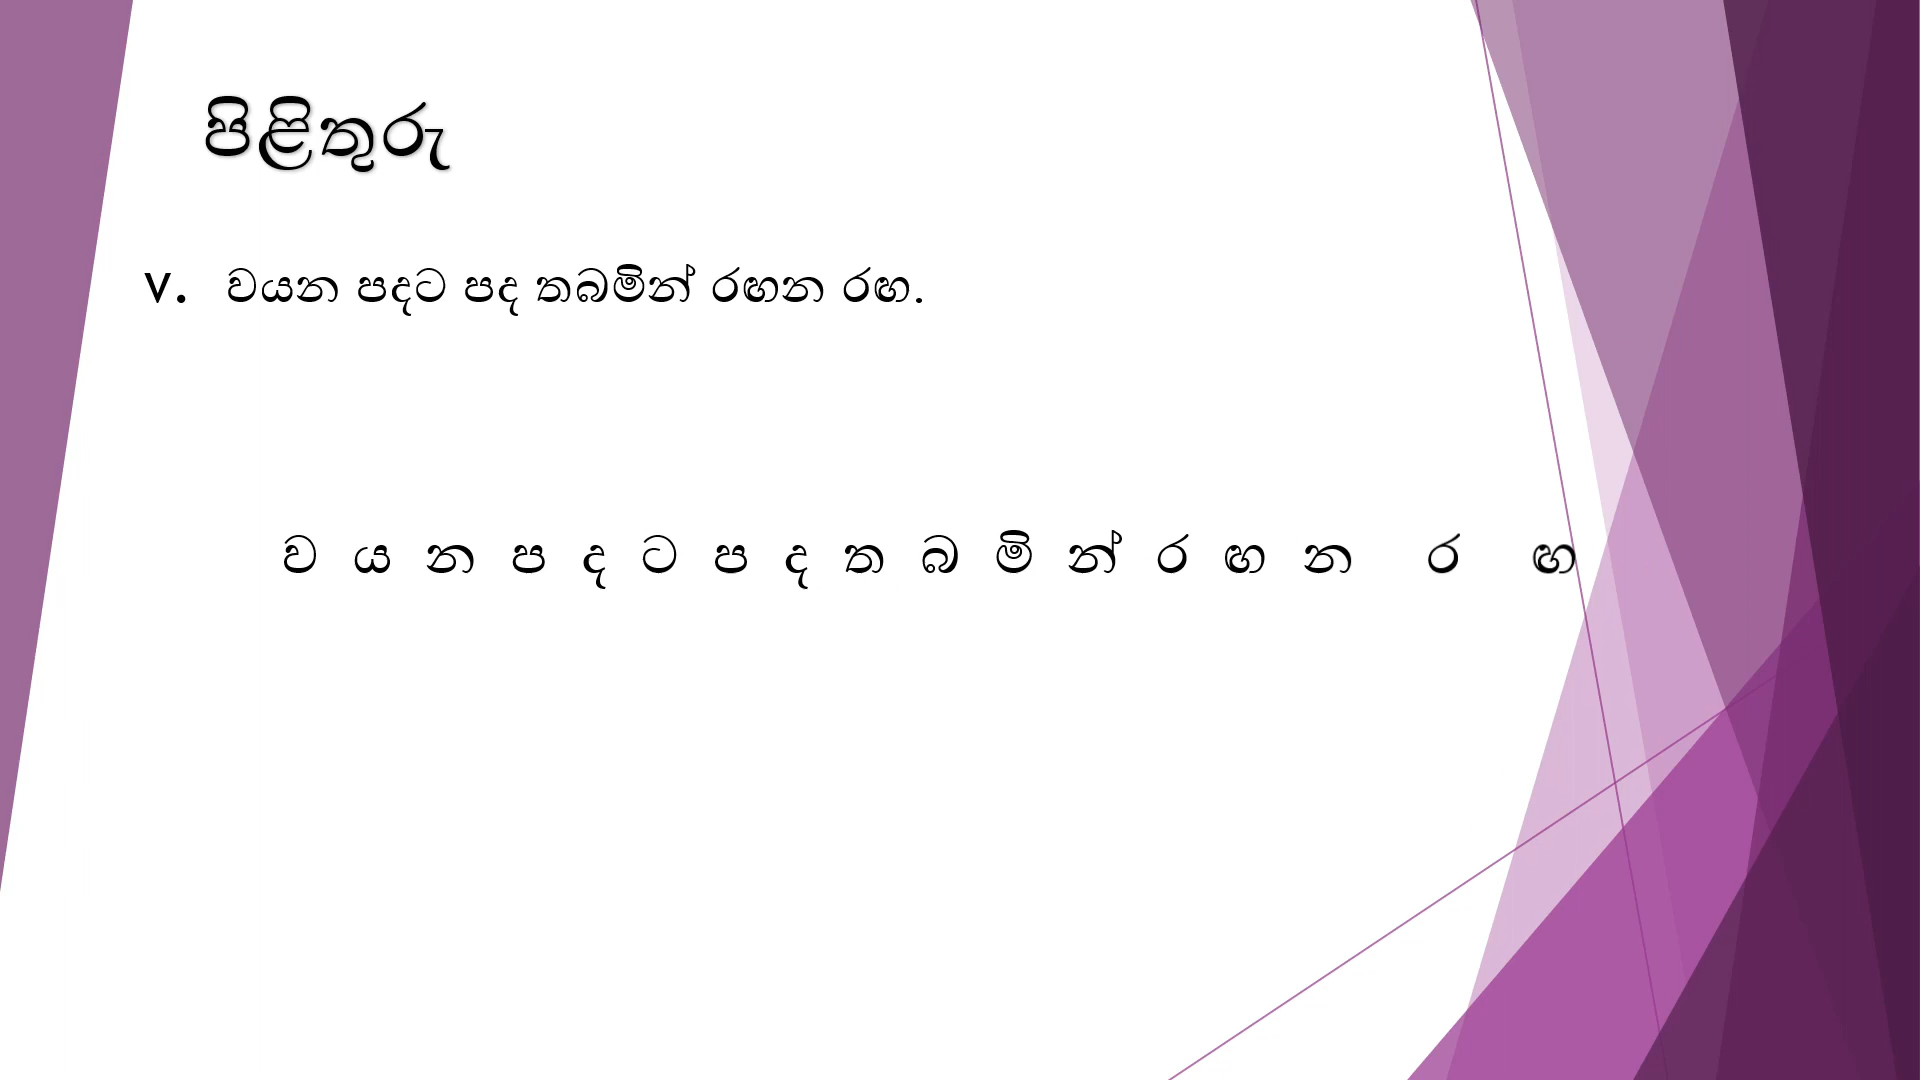 පිළිතුරු
v. වයන පදට පද තබමින් රඟන රඟ.
ව ය න ප ද ට ප ද ත බ මි න් ර ඟ න ර ඟ